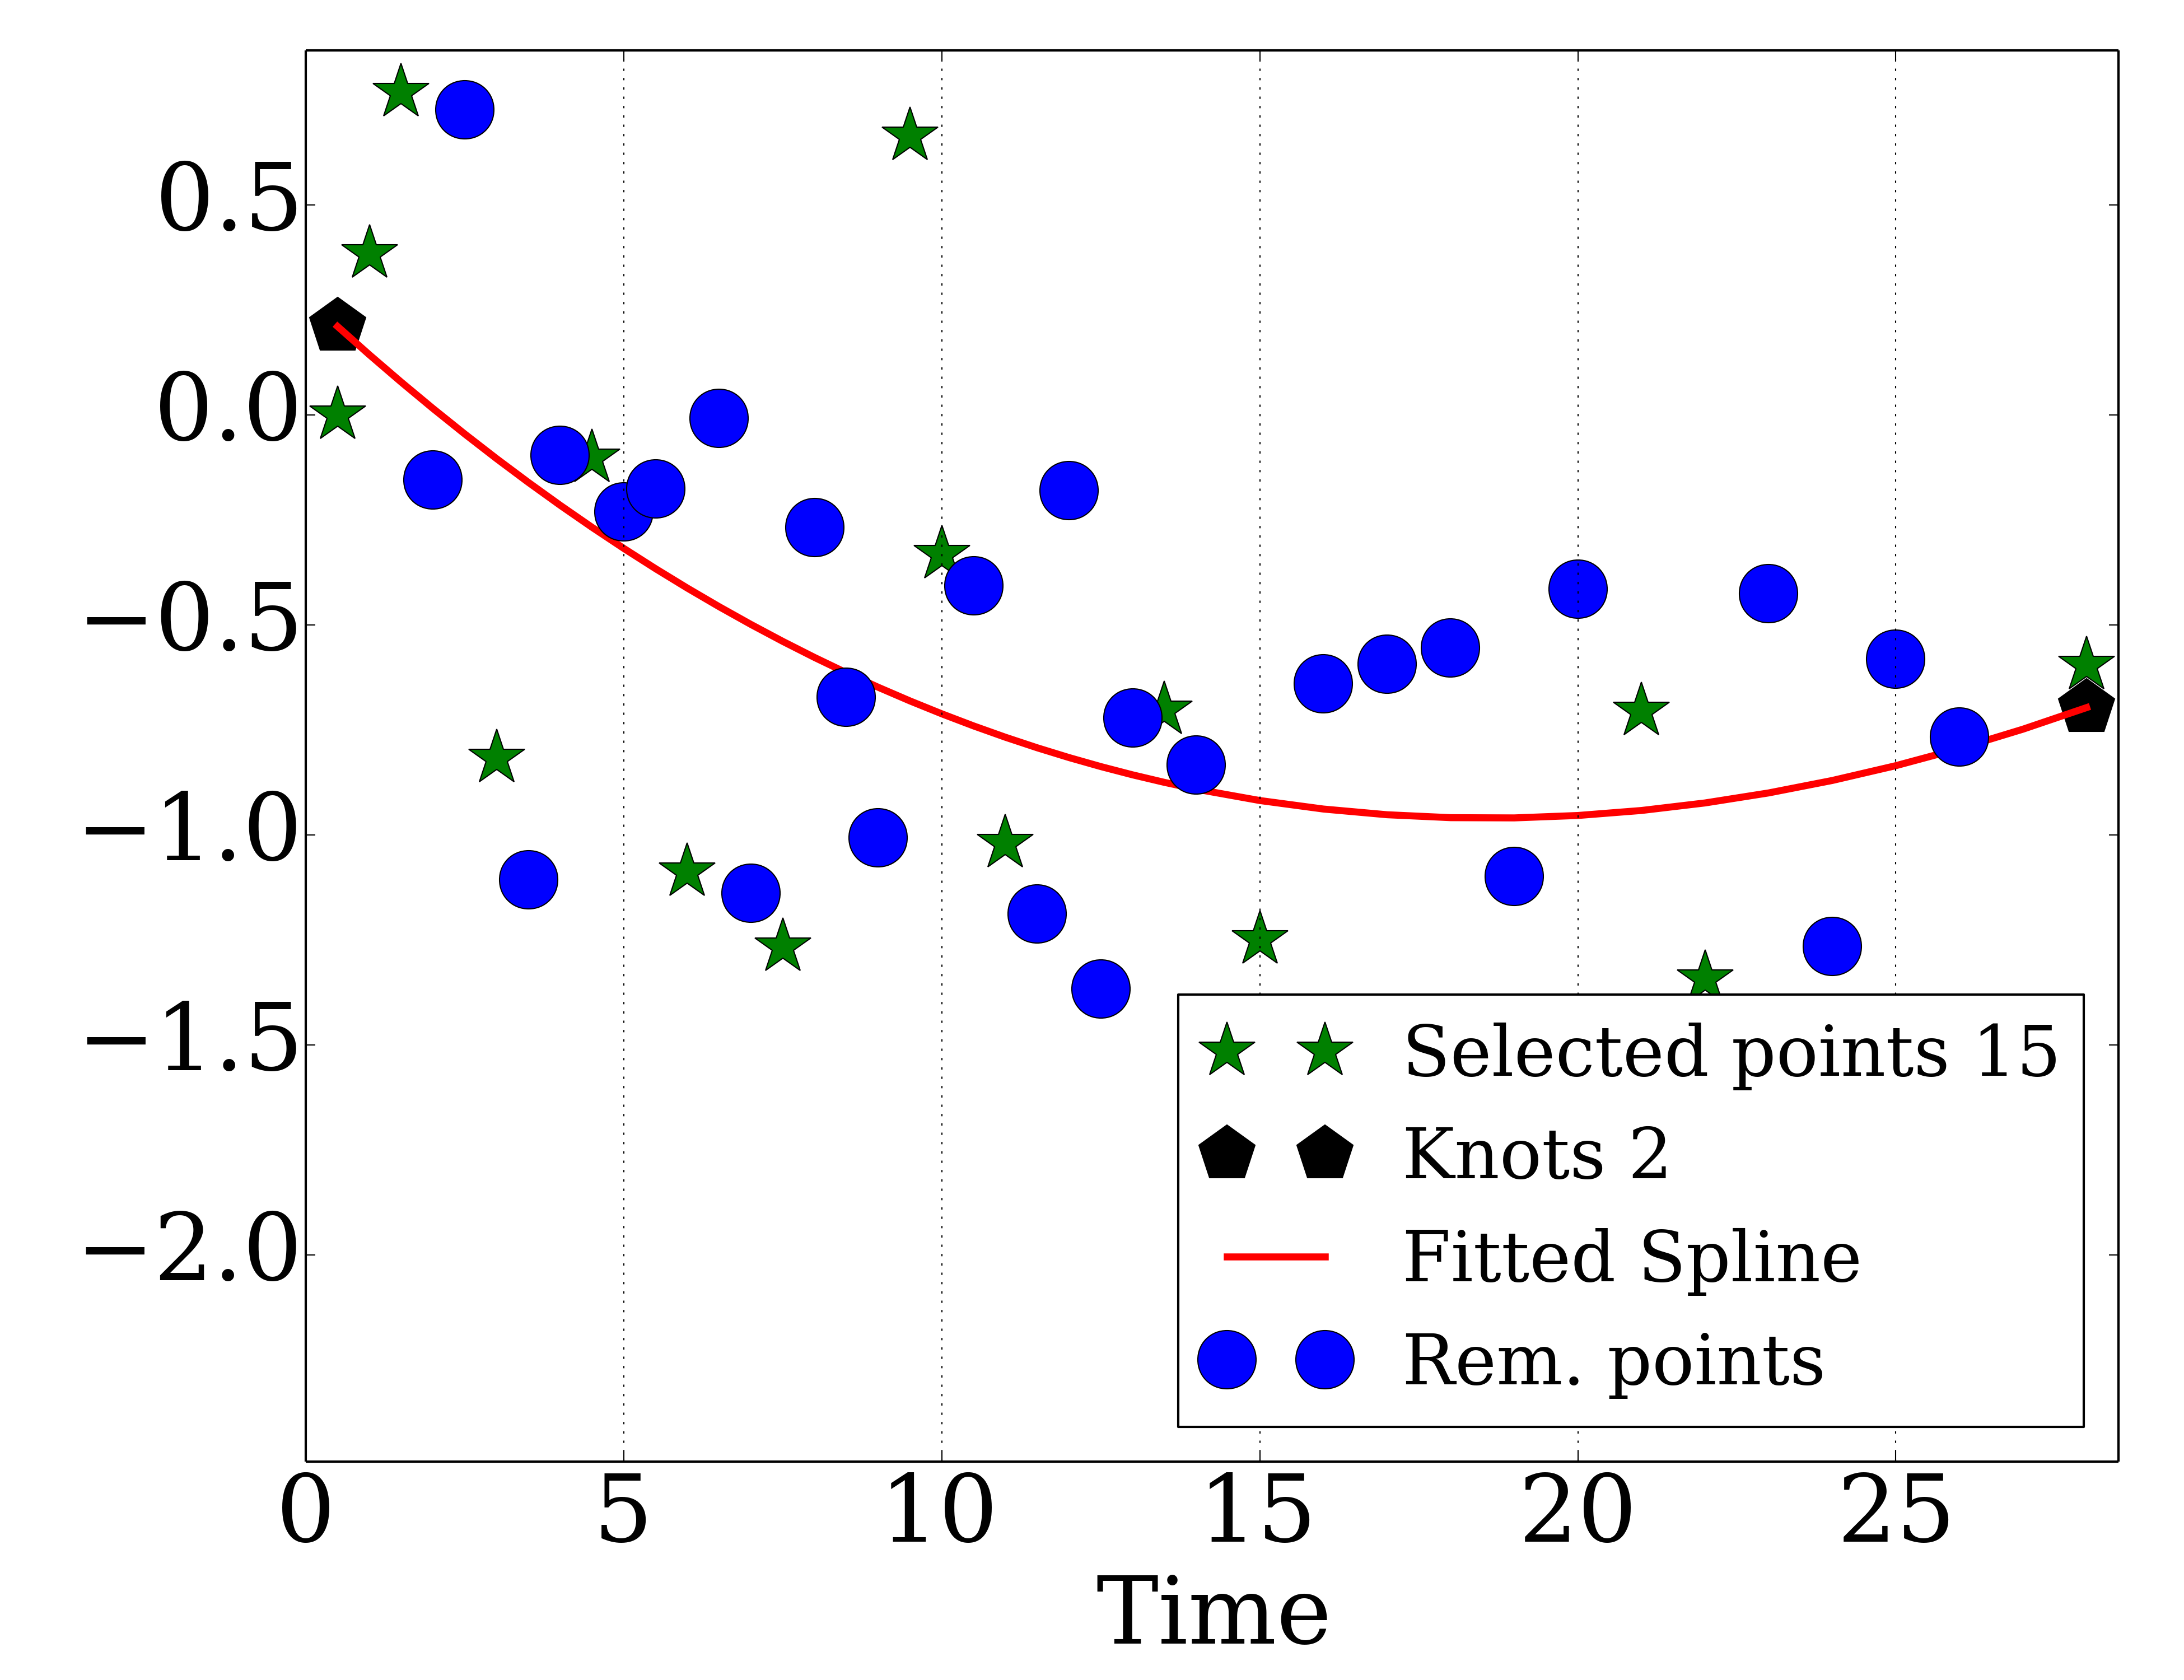 0.5
0.0
−0.5
−1.0
−1.5
−2.0
Selected points 15
Knots 2
Fitted Spline
Rem. points
0 5 10 15 20 25
Time